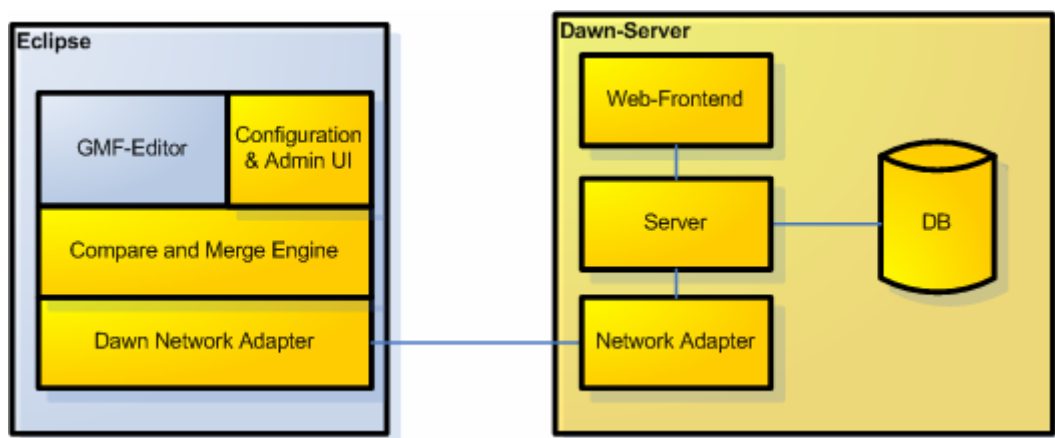 Eclipse
GMF-Editor
Configuration
& Admin UI
Compare and Merge Engine
Dawn Network Adapter
Dawn-Server
Web-Frontend
Server
DB
Network Adapter